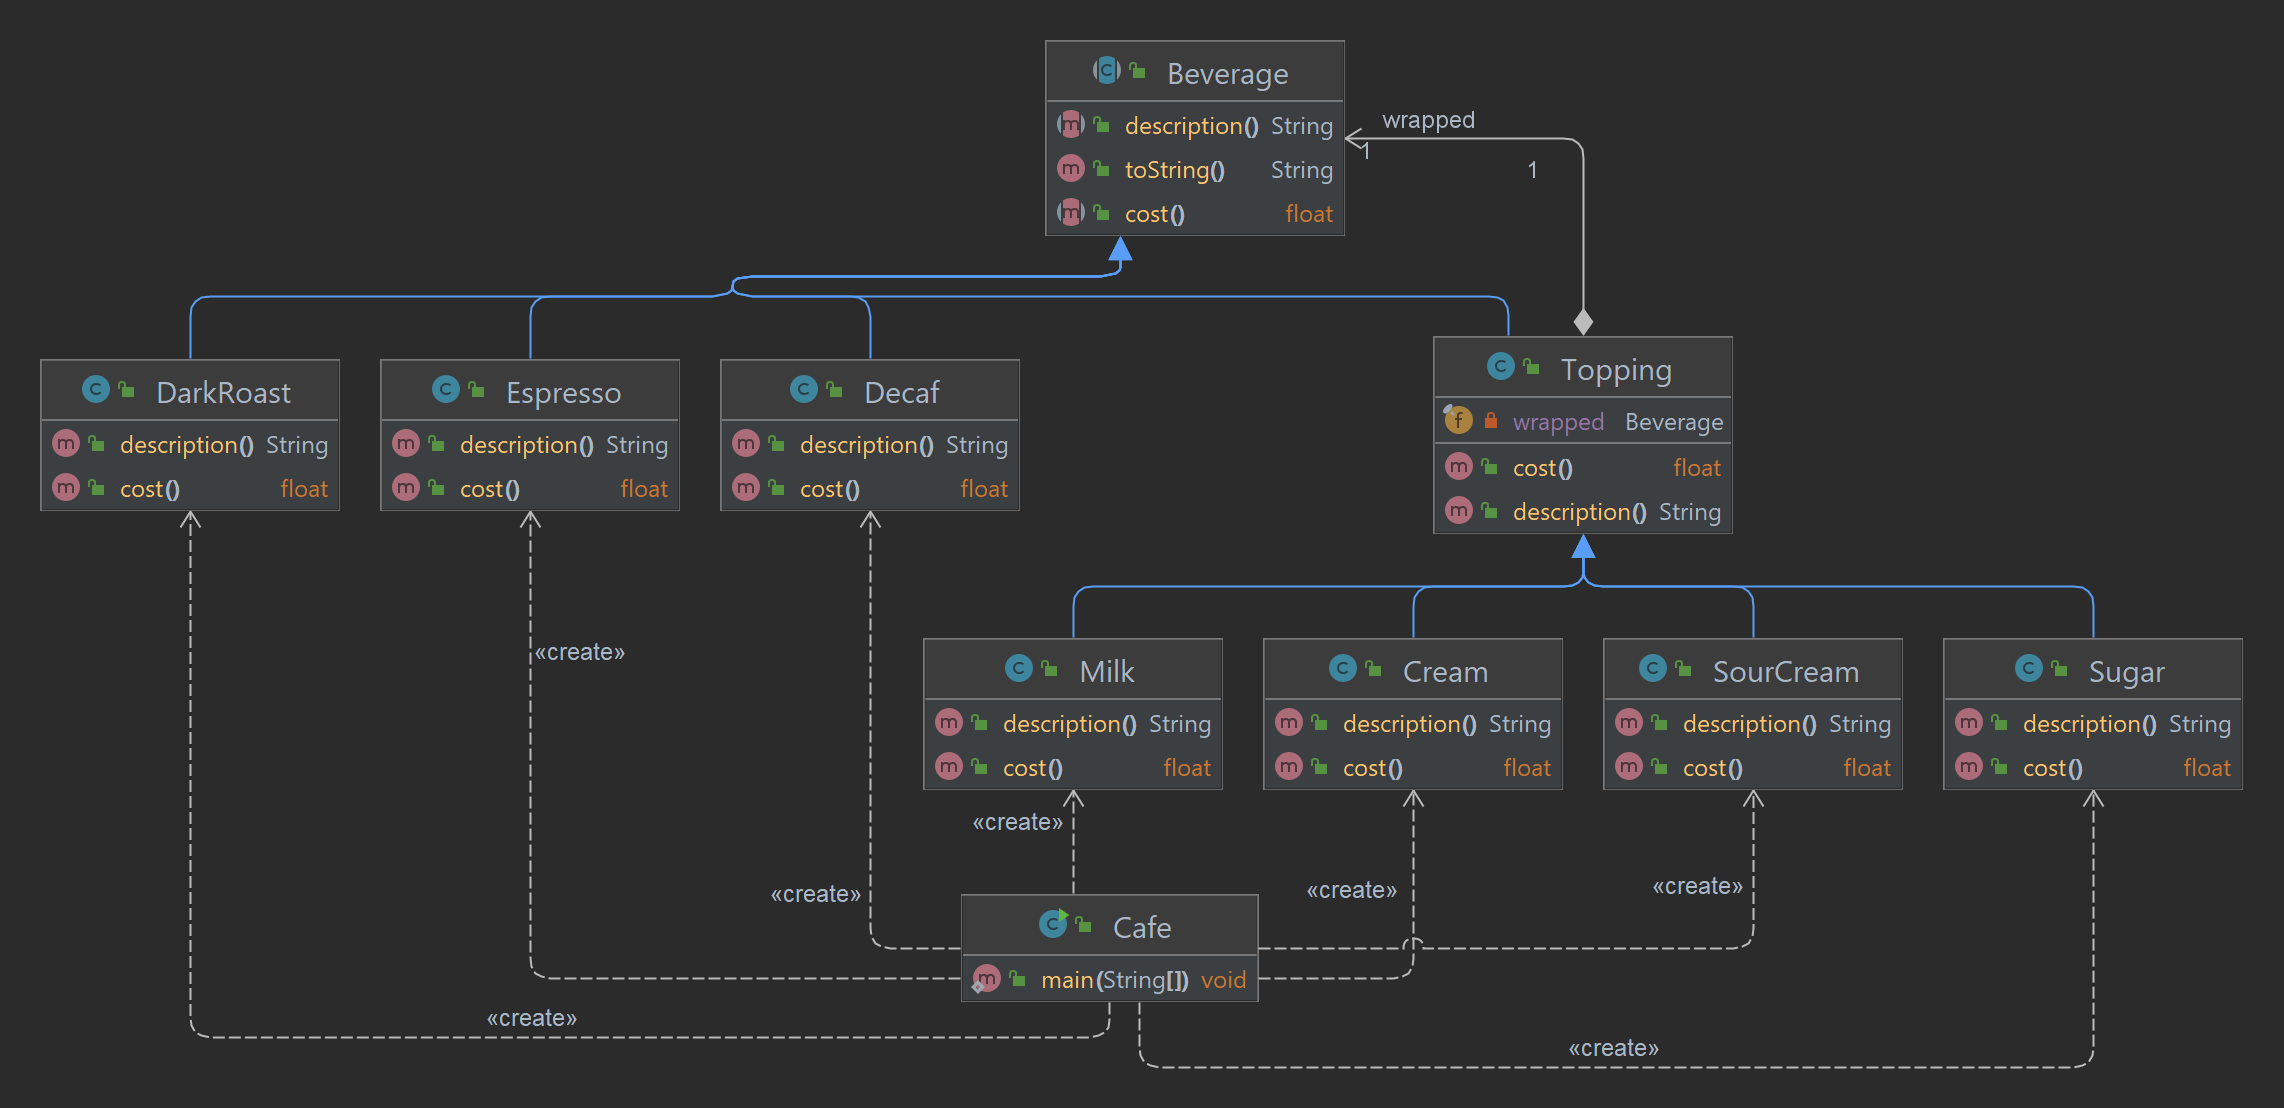 Beverage
description() String
toString() String
cost() float
wrapped
1
1
DarkRoast
description() String
cost() float
Espresso
description() String
cost() float
Decaf
description() String
cost() float
Topping
wrapped Beverage
cost() float
description() String
«create»
Milk
description() String
cost() float
Cream
description() String
cost() float
SourCream
description() String
cost() float
Sugar
description() String
cost() float
«create»
«create»
«create»
«create»
Cafe
main(String[]) void
«create»
«create»